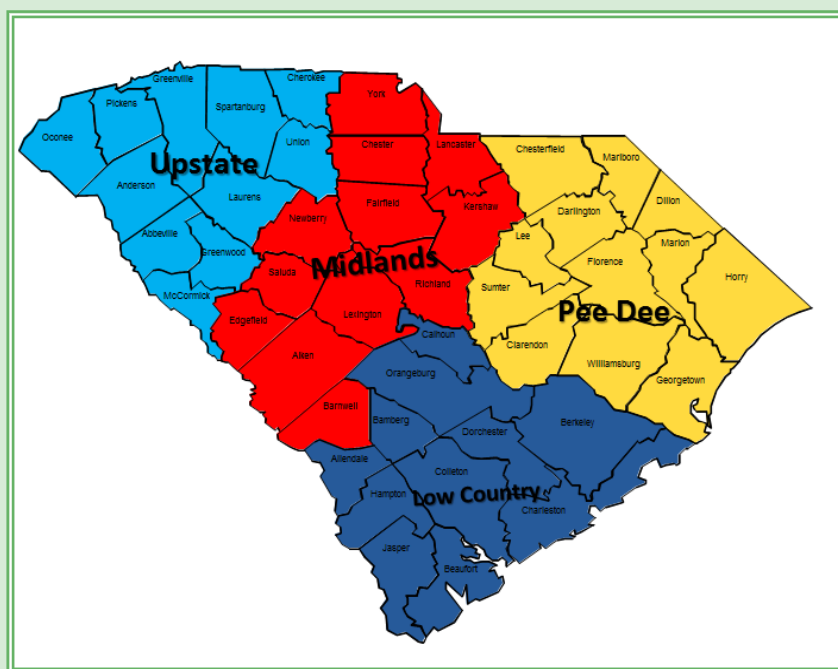 Greenville
Cherokee
York
Pickens
Spartanburg
Oconee
Union
Chester
Lancaster
Chesterfield
Marlboro
Upstate
Anderson
Laurens
Kershaw
Dillon
Newberry
Fairfield
Darlington
Abbeville
Greenwood
Lee
Marion
Midlands
Saluda
Florence
Horry
McCormick
Richland
Sumter
Edgefield
Lexington
Pee Dee
Calhoun
Clarendon
Aiken
Orangeburg
Williamsburg
Georgetown
Barnwell
Bamberg
Berkeley
Dorchester
Allendale
Colleton
Hampton
Low Country
Charleston
Jasper
Beaufort